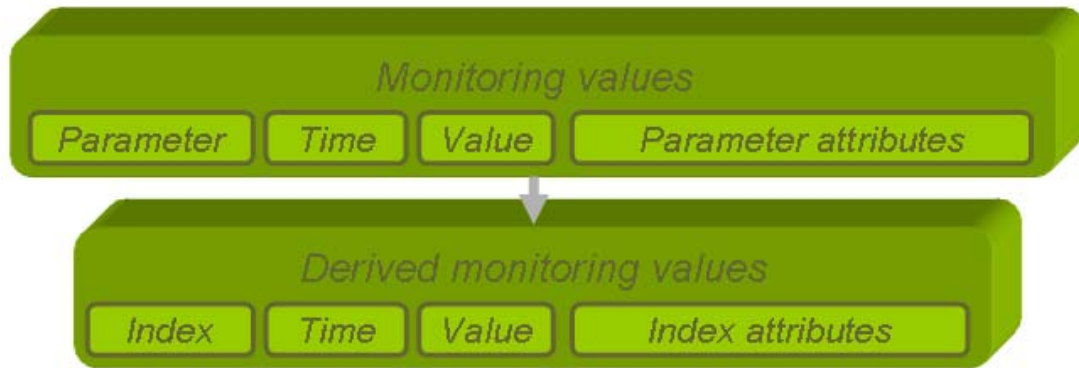 Monitoring values
Parameter Time Value Parameter attributes
Derived monitoring values
Index Time Value Index attributes